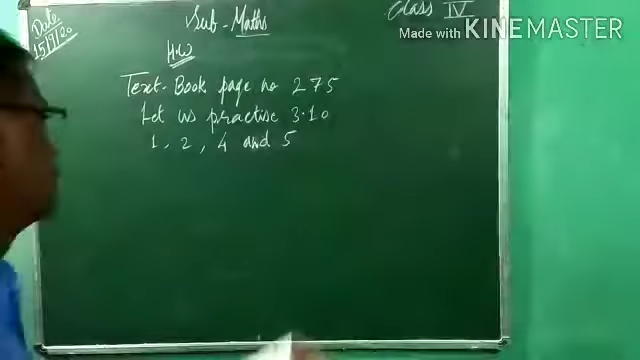 Date
15/9/20
Sub - Maths
Class IV
Made with KINEMASTER
H.W
Text-Book page no 275
Let us practise 3.10
1, 2, 4 and 5